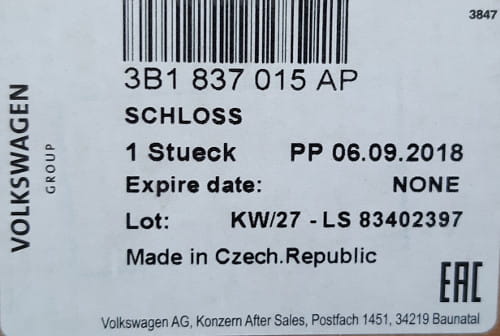 3847
3B1 837 015 AP
SCHLOSS
1 Stueck PP 06.09.2018
Expire date: NONE
Lot: KW/27 - LS 83402397
Made in Czech.Republic
VOLKSWAGEN
GROUP
EAC
Volkswagen AG, Konzern After Sales, Postfach 1451, 34219 Baunatal